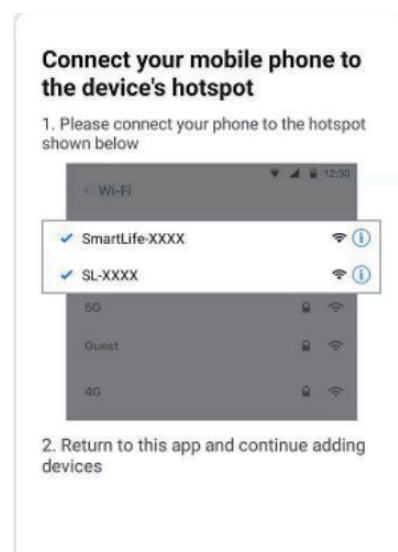 Connect your mobile phone to
the device's hotspot
1. Please connect your phone to the hotspot
shown below
12:30
Wi-Fi
SmartLife-XXXX
SL-XXXX
5G
Guest
4G
2. Return to this app and continue adding
devices